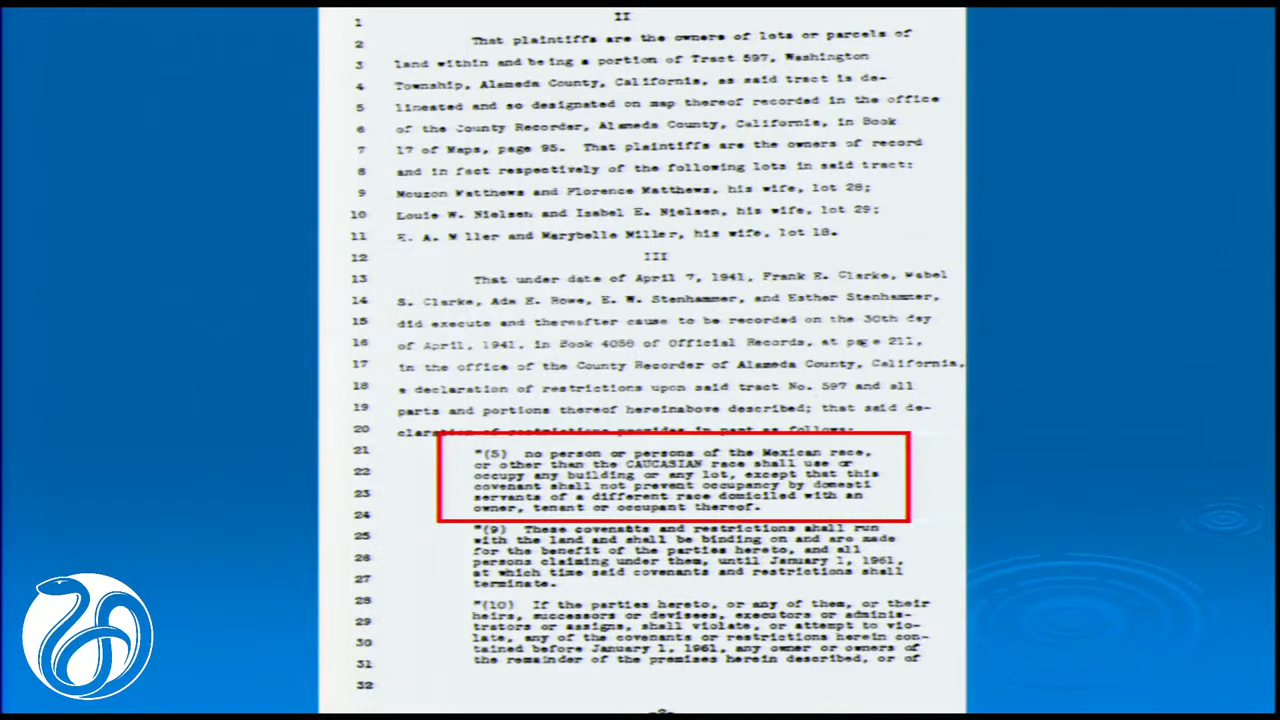 1 II
2 That plaintiffs are the owners of lots or parcels of
3 land within and being a portion of Tract 597, Washington
4 Township, Alameda County, California, as said tract is de-
5 lineated and so designated on map thereof recorded in the office
6 of the County Recorder, Alameda County, California, in Book
7 17 of Maps, page 95. That plaintiffs are the owners of record
8 and in fact respectively of the following lots in said tract:
9 Mouzon Matthews and Florence Matthews, his wife, lot 28;
10 Louie W. Nielsen and Isabel E. Nielsen, his wife, lot 29;
11 E. A. Miller and Marybelle Miller, his wife, lot 18.
12 III
13 That under date of April 7, 1941, Frank E. Clarke, Mabel
14 S. Clarke, Ada E. Rowe, E. W. Stenhammer, and Esther Stenhammer,
15 did execute and thereafter cause to be recorded on the 30th day
16 of April, 1941, in Book 4058 of Official Records, at page 211,
17 in the office of the County Recorder of Alameda County, California,
18 a declaration of restrictions upon said tract No. 597 and all
19 parts and portions thereof hereinabove described; that said de-
20 claration of restrictions provides in part as follows:
21 "(5) no person or persons of the Mexican race,
or other than the CAUCASIAN race shall use or
22 occupy any building or any lot, except that this
covenant shall not prevent occupancy by domesti
23 servants of a different race domiciled with an
24 owner, tenant or occupant thereof.
25 "(9) These covenatts and restrictions shall run
with the land and shall be binding on and are made
26 for the benefit of the parties hereto, and all
persons claiming under them, until January 1, 1961,
27 at which time said covenants and restrictions shall
terminate.
28 "(10) If the parties hereto, or any of them, or their
29 heirs, successors or devisees, executors or adminis-
trators or assigns, shall violate, or attempt to vio-
30 late, any of the covenants or restrictions herein con-
tained before January 1, 1961, any owner or owners of
31 the remainder of the premises herein described, or of
32